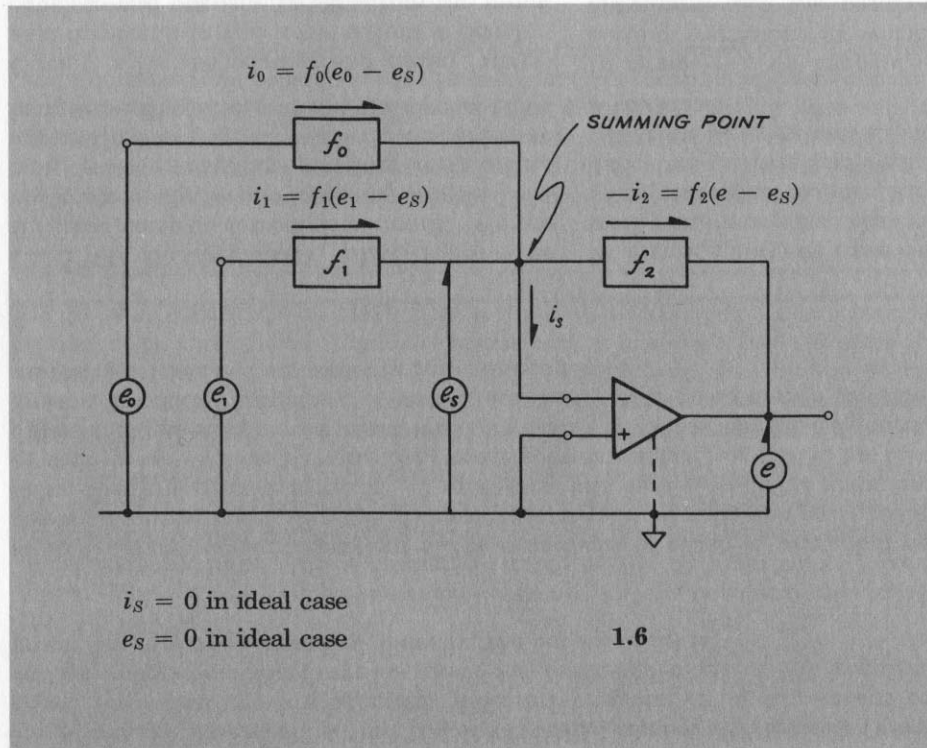 i₀ = f₀(e₀ − e_S)
SUMMING POINT
f₀
i₁ = f₁(e₁ − e_S)
−i₂ = f₂(e − e_S)
f₁
f₂
i_s
e₀
e₁
e_s
−
+
e
i_S = 0 in ideal case
e_S = 0 in ideal case
1.6